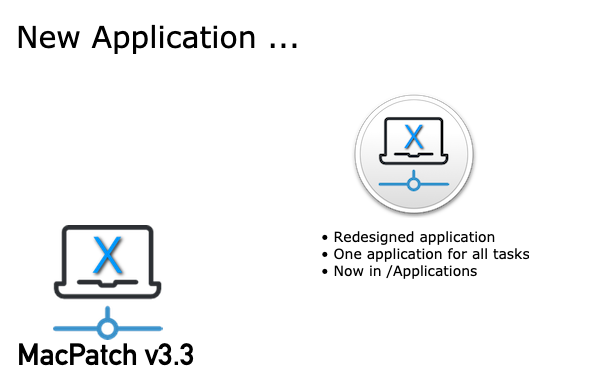 New Application ...
X
• Redesigned application
• One application for all tasks
• Now in /Applications
X
MacPatch v3.3